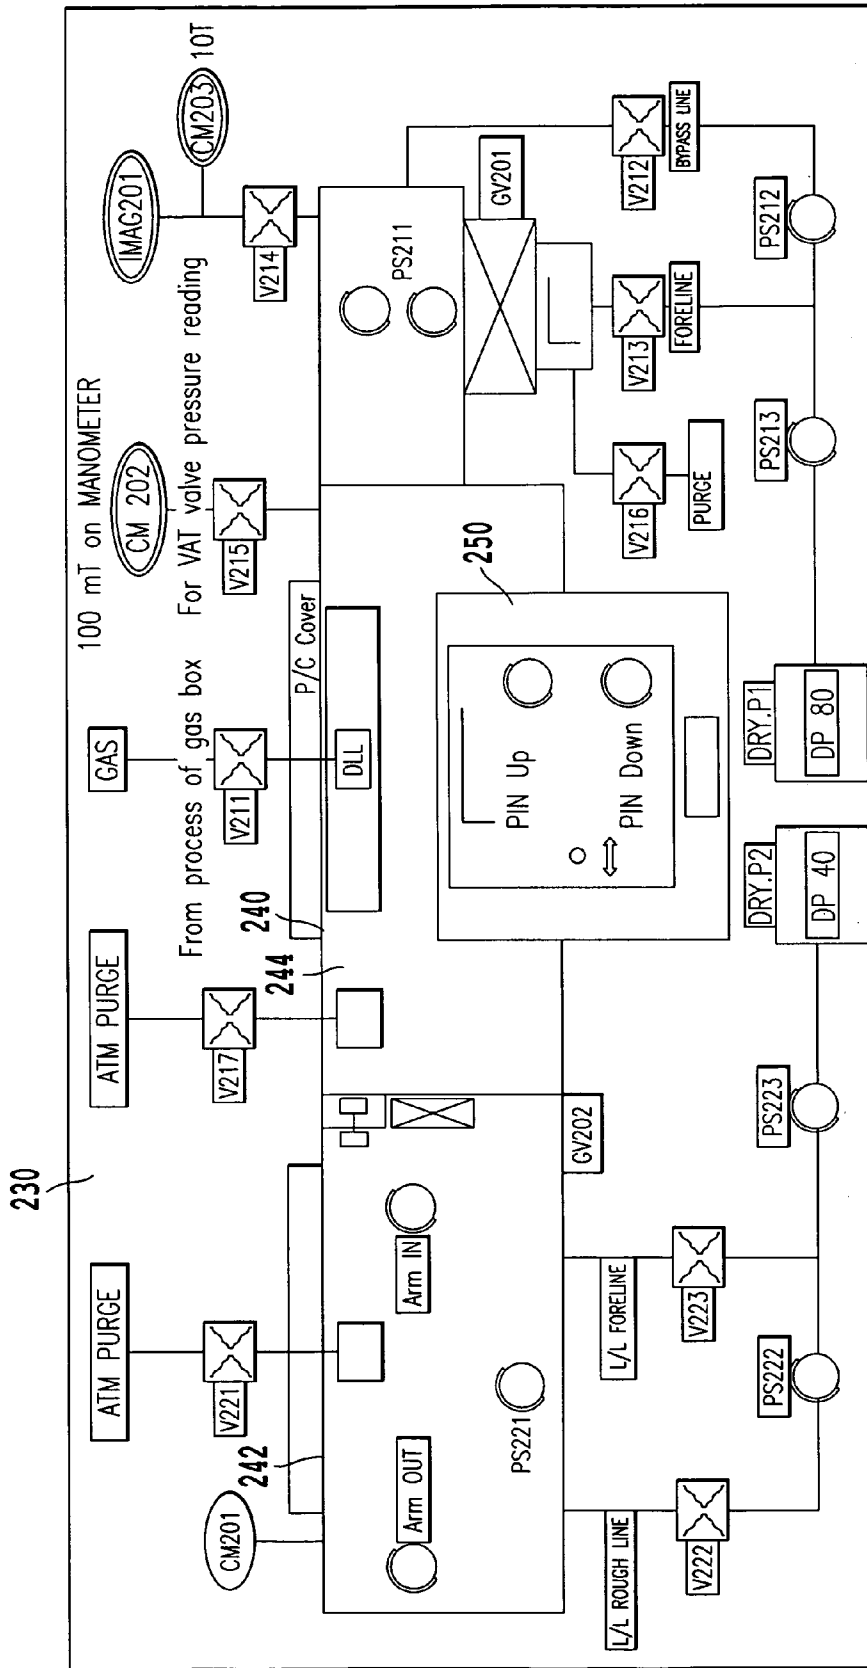 230
ATM PURGE
ATM PURGE
GAS
100 mT on MANOMETER
IMAG201
CM203
10T
CM 202
From process of gas box
For VAT valve pressure reading
V221
V217
V211
V215
V214
CM201
242
244
240
P/C Cover
DLL
PS211
GV201
Arm OUT
Arm IN
PS221
GV202
250
PIN Up
PIN Down
V216
PURGE
V213
FORELINE
V212
BYPASS LINE
L/L ROUGH LINE
L/L FORELINE
V222
V223
PS222
PS223
DRY.P2
DP 40
DRY.P1
DP 80
PS213
PS212